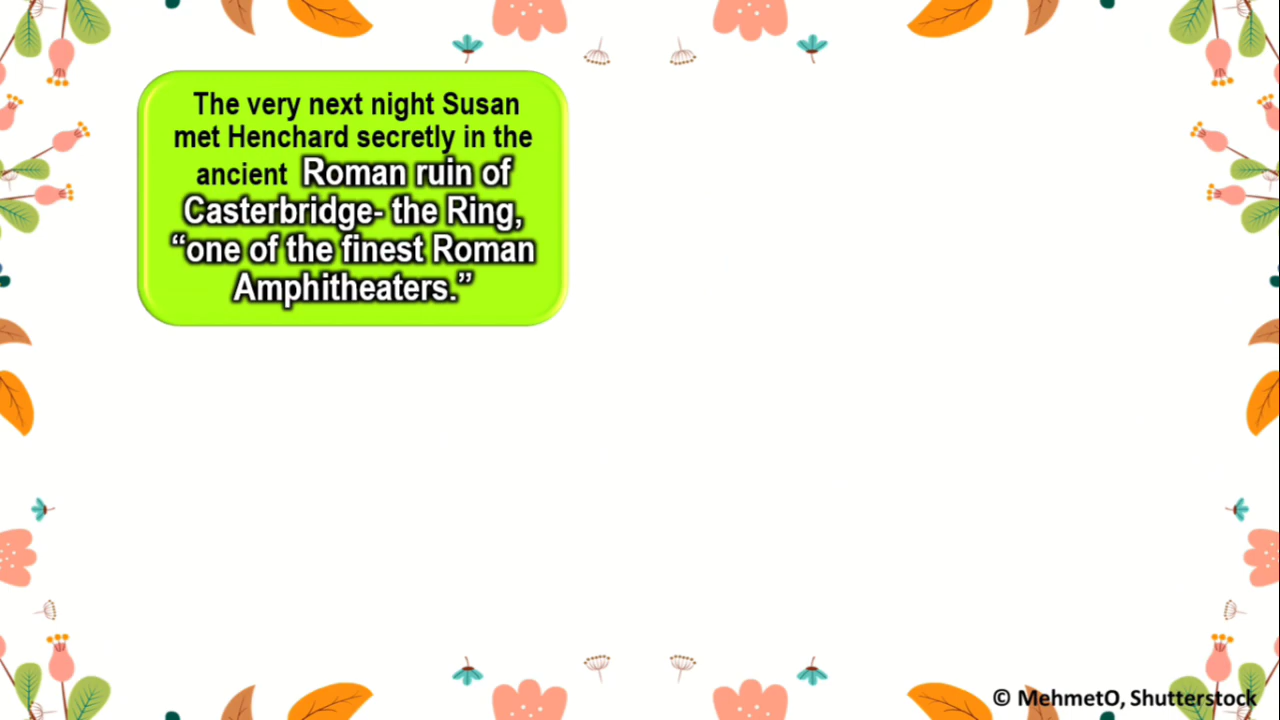 The very next night Susan
met Henchard secretly in the
ancient Roman ruin of
Casterbridge- the Ring,
“one of the finest Roman
Amphitheaters.”
© MehmetO, Shutterstock